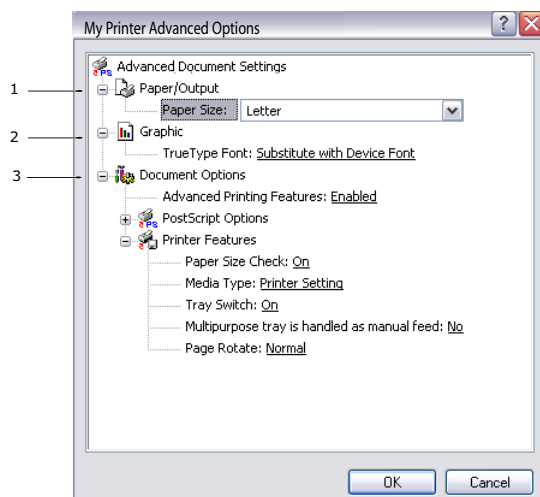 My Printer Advanced Options
Advanced Document Settings
1 Paper/Output
Paper Size: Letter
2 Graphic
TrueType Font: Substitute with Device Font
3 Document Options
Advanced Printing Features: Enabled
PostScript Options
Printer Features
Paper Size Check: On
Media Type: Printer Setting
Tray Switch: On
Multipurpose tray is handled as manual feed: No
Page Rotate: Normal
OK Cancel